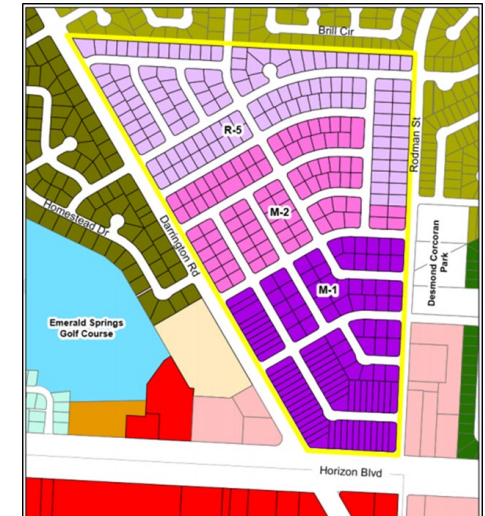 Brill Cir
R-5
Rodman St
M-2
Homestead Dr
Darrington Rd
Desmond Corcoran
Park
M-1
Emerald Springs
Golf Course
Horizon Blvd